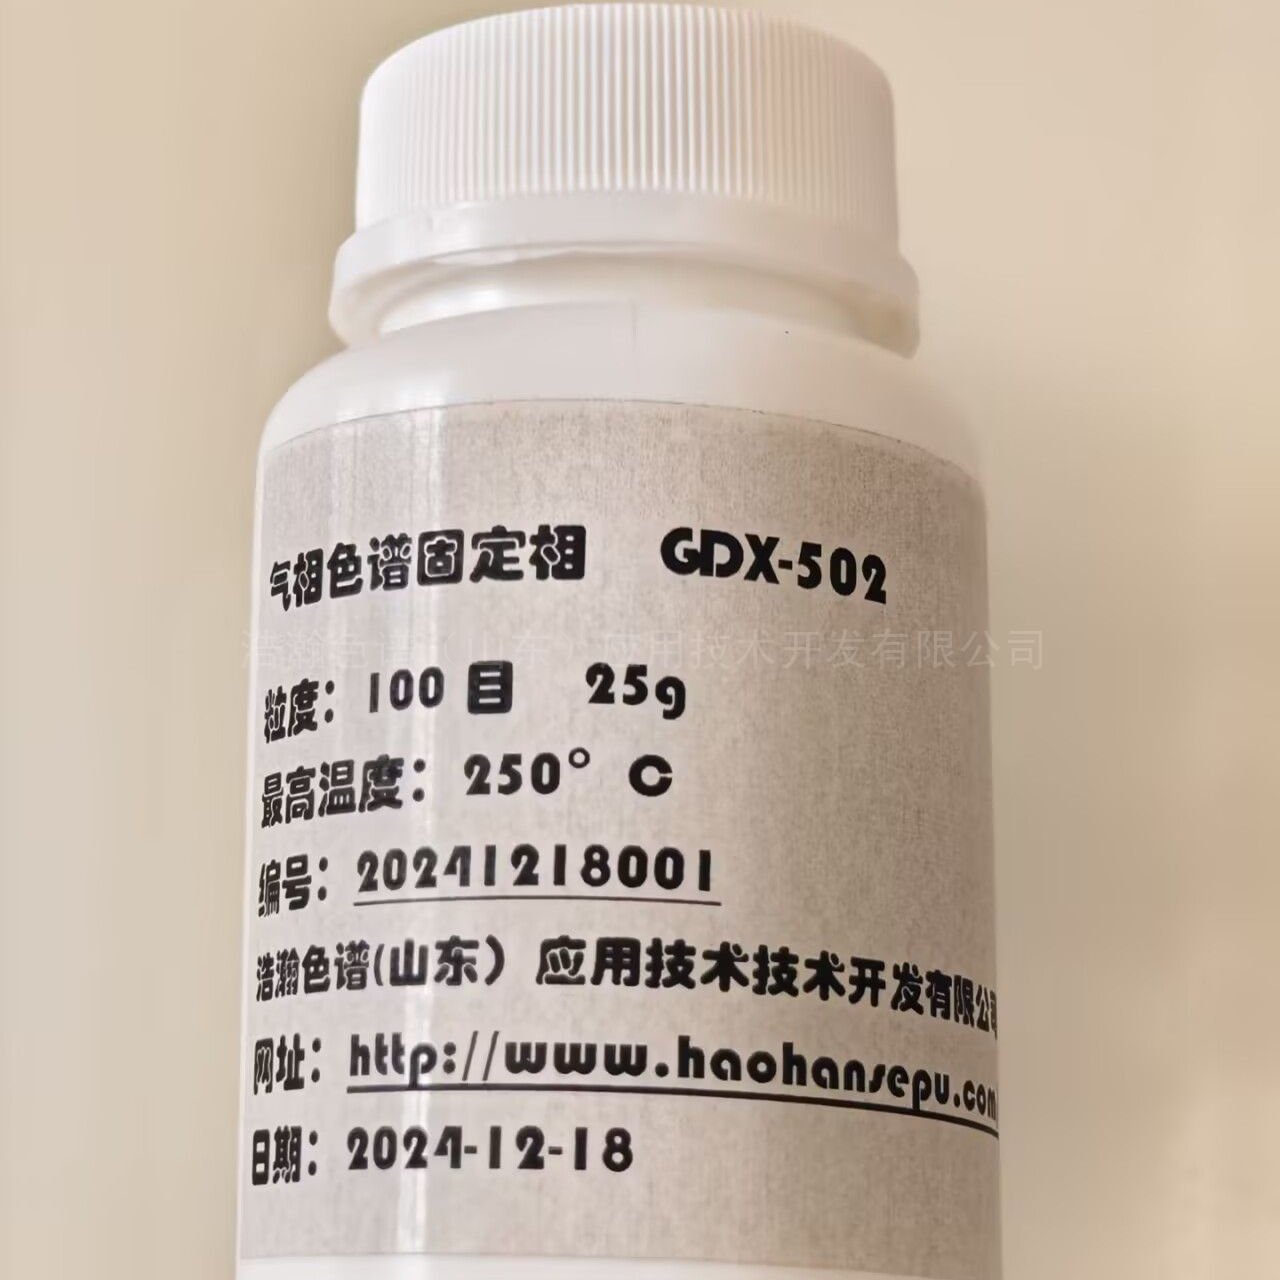 气相色谱固定相 GDX-502
浩瀚色谱（山东）应用技术开发有限公司
粒度：100 目 25g
最高温度：250° C
编号：20241218001
浩瀚色谱(山东）应用技术技术开发有限公司
网址：http://www.haohansepu.com/
日期：2024-12-18